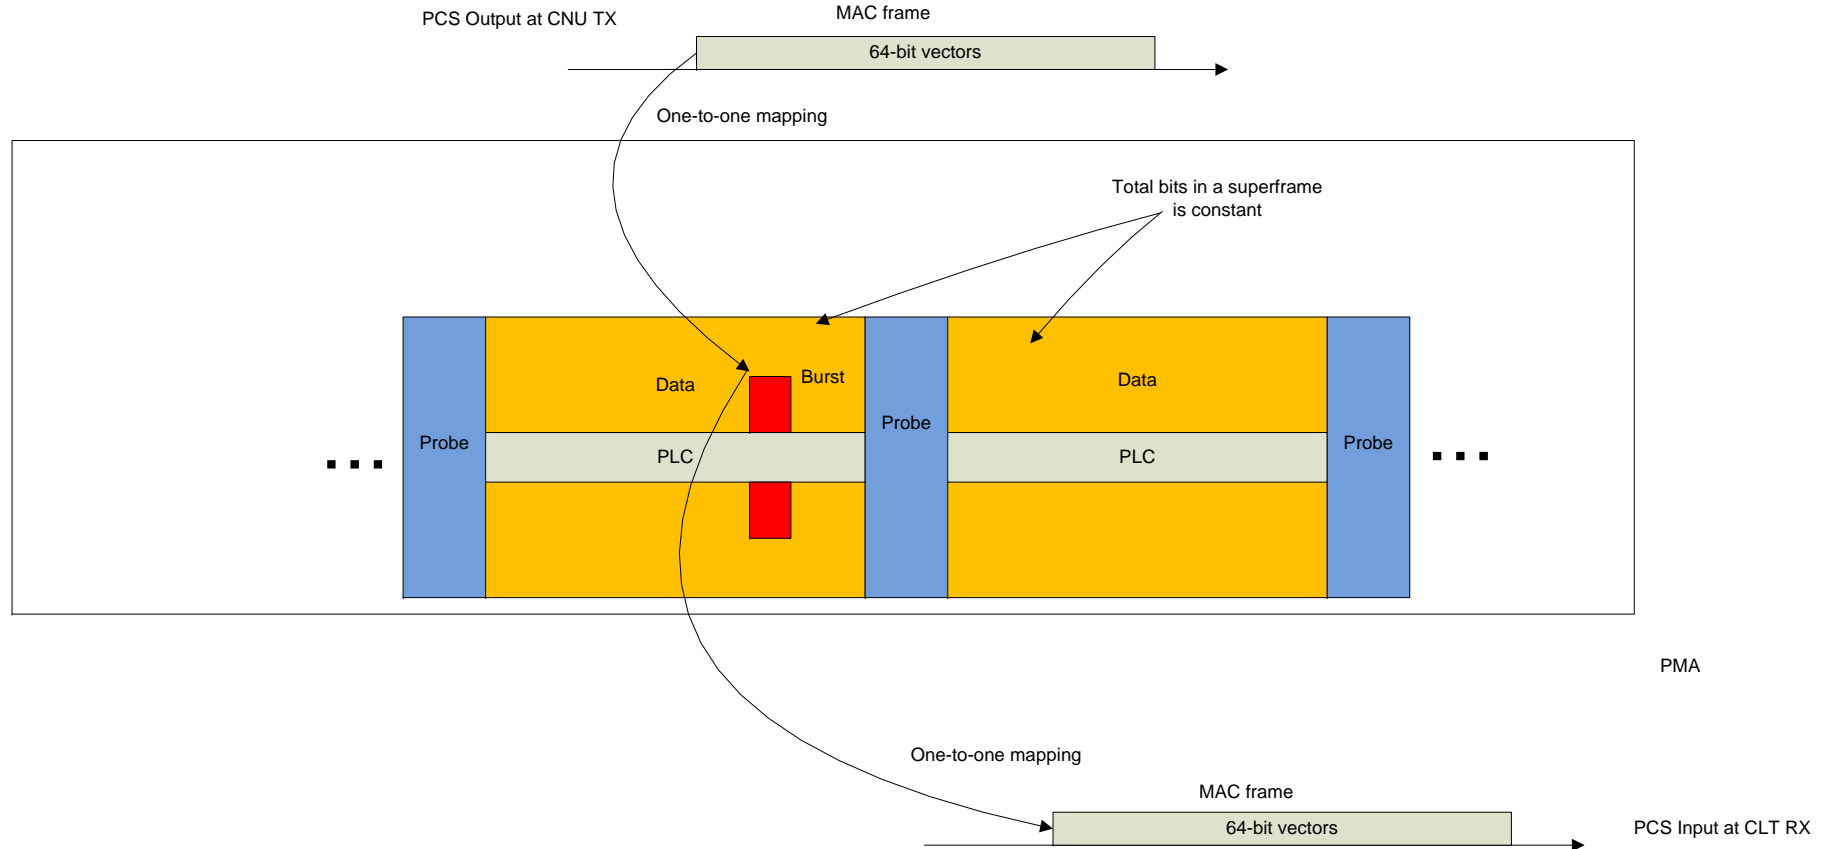 PCS Output at CNU TX
MAC frame
64-bit vectors
One-to-one mapping
Total bits in a superframe
is constant
Data
Burst
Data
Probe
Probe
Probe
PLC
PLC
PMA
One-to-one mapping
MAC frame
64-bit vectors
PCS Input at CLT RX